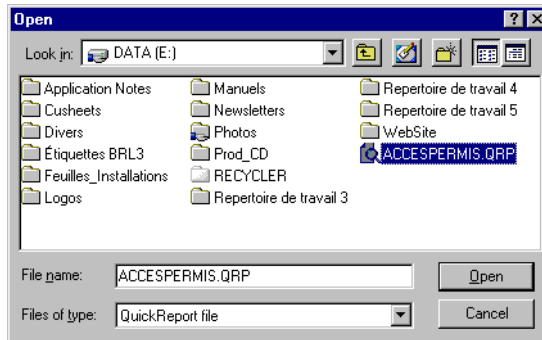 Open
Look in: DATA (E:)
Application Notes Manuels Repertoire de travail 4
Cusheets Newsletters Repertoire de travail 5
Divers Photos WebSite
Étiquettes BRL3 Prod_CD ACCESPERMIS.QRP
Feuilles_Installations RECYCLER
Logos Repertoire de travail 3
File name: ACCESPERMIS.QRP Open
Files of type: QuickReport file Cancel